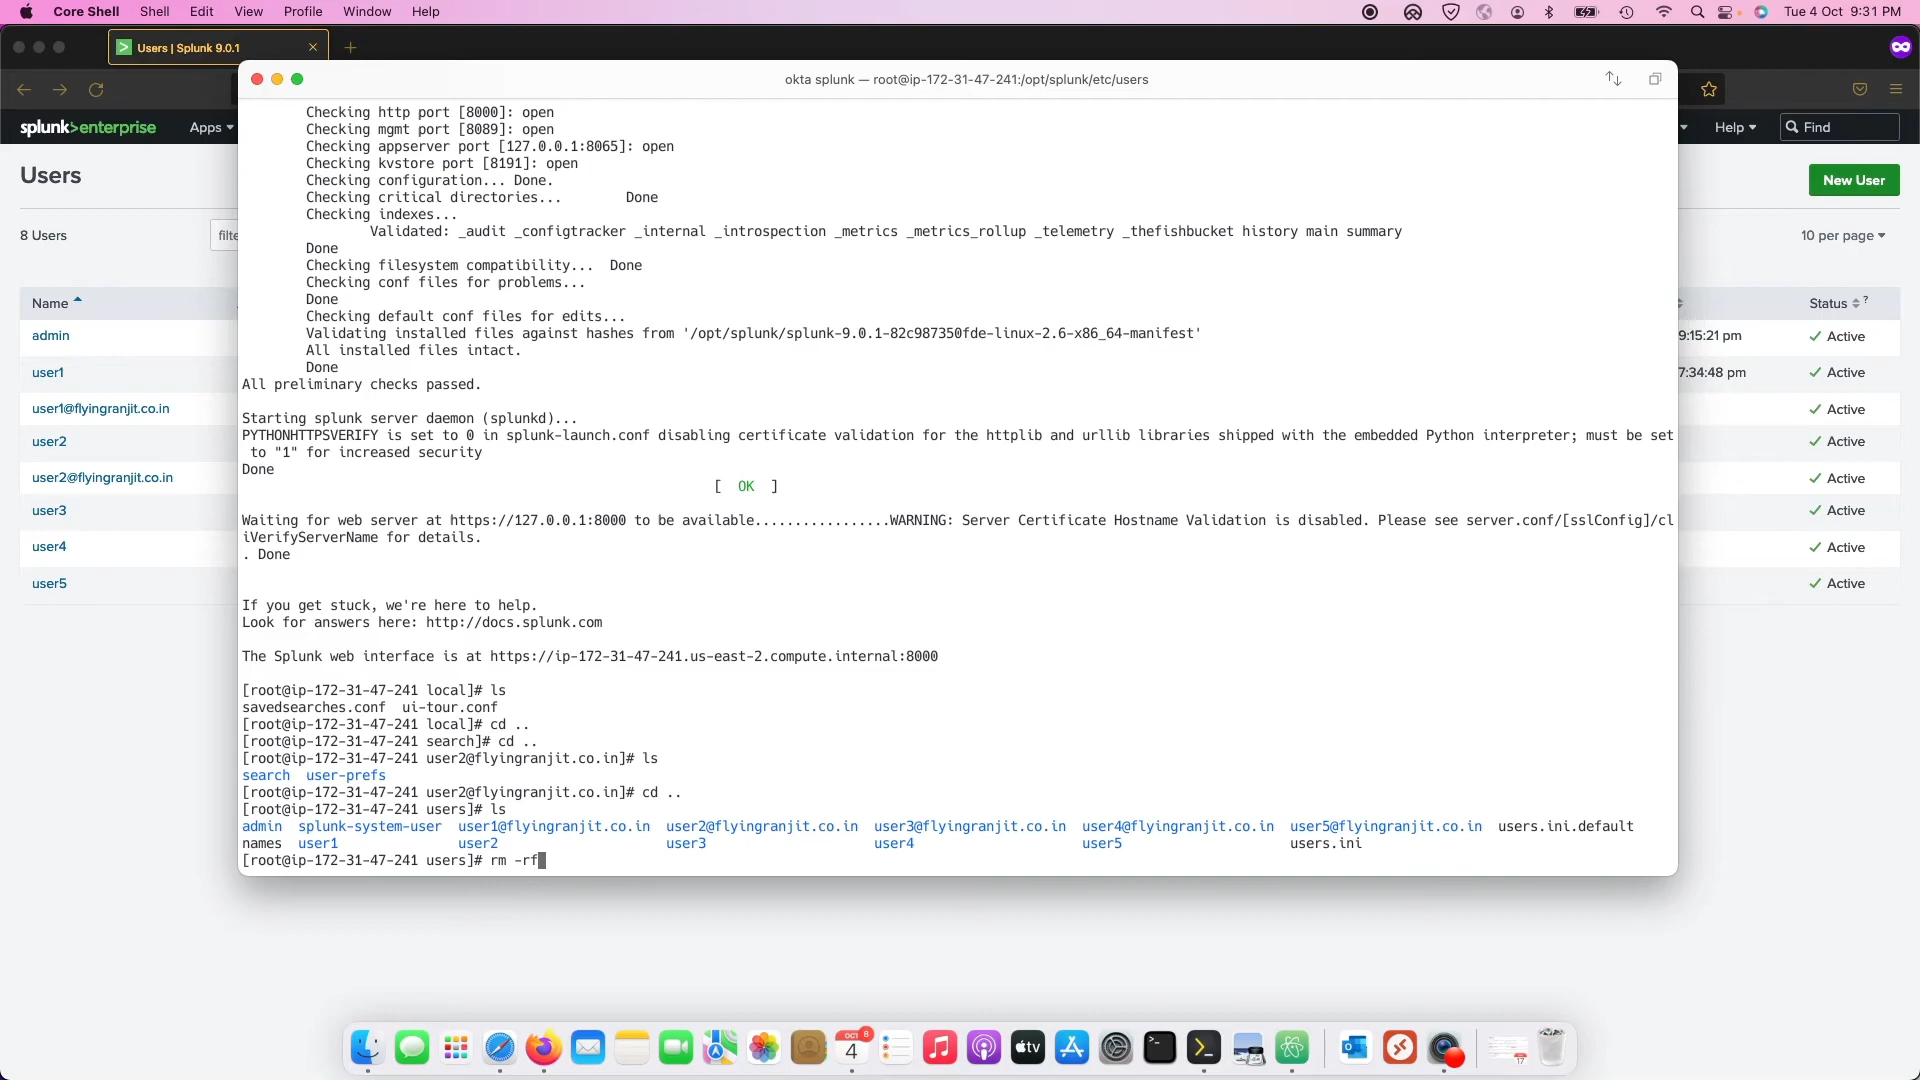 Core Shell Shell Edit View Profile Window Help Tue 4 Oct 9:31 PM
Users | Splunk 9.0.1
okta splunk — root@ip-172-31-47-241:/opt/splunk/etc/users
splunk>enterprise Apps Help Find
Users
New User
8 Users
filte
10 per page
Name
Status ?
admin
9:15:21 pm
Active
user1
7:34:48 pm
Active
user1@flyingranjit.co.in
Active
user2
Active
user2@flyingranjit.co.in
Active
user3
Active
user4
Active
user5
Active
Checking http port [8000]: open
Checking mgmt port [8089]: open
Checking appserver port [127.0.0.1:8065]: open
Checking kvstore port [8191]: open
Checking configuration... Done.
Checking critical directories... Done
Checking indexes...
Validated: _audit _configtracker _internal _introspection _metrics _metrics_rollup _telemetry _thefishbucket history main summary
Done
Checking filesystem compatibility... Done
Checking conf files for problems...
Done
Checking default conf files for edits...
Validating installed files against hashes from '/opt/splunk/splunk-9.0.1-82c987350fde-linux-2.6-x86_64-manifest'
All installed files intact.
Done
All preliminary checks passed.
Starting splunk server daemon (splunkd)...
PYTHONHTTPSVERIFY is set to 0 in splunk-launch.conf disabling certificate validation for the httplib and urllib libraries shipped with the embedded Python interpreter; must be set
to "1" for increased security
Done
[ OK ]
Waiting for web server at https://127.0.0.1:8000 to be available.................WARNING: Server Certificate Hostname Validation is disabled. Please see server.conf/[sslConfig]/cl
iVerifyServerName for details.
. Done
If you get stuck, we're here to help.
Look for answers here: http://docs.splunk.com
The Splunk web interface is at https://ip-172-31-47-241.us-east-2.compute.internal:8000
[root@ip-172-31-47-241 local]# ls
savedsearches.conf ui-tour.conf
[root@ip-172-31-47-241 local]# cd ..
[root@ip-172-31-47-241 search]# cd ..
[root@ip-172-31-47-241 user2@flyingranjit.co.in]# ls
search user-prefs
[root@ip-172-31-47-241 user2@flyingranjit.co.in]# cd ..
[root@ip-172-31-47-241 users]# ls
admin splunk-system-user user1@flyingranjit.co.in user2@flyingranjit.co.in user3@flyingranjit.co.in user4@flyingranjit.co.in user5@flyingranjit.co.in users.ini.default
names user1 user2 user3 user4 user5 users.ini
[root@ip-172-31-47-241 users]# rm -rf
OCT 8
4
tv
17